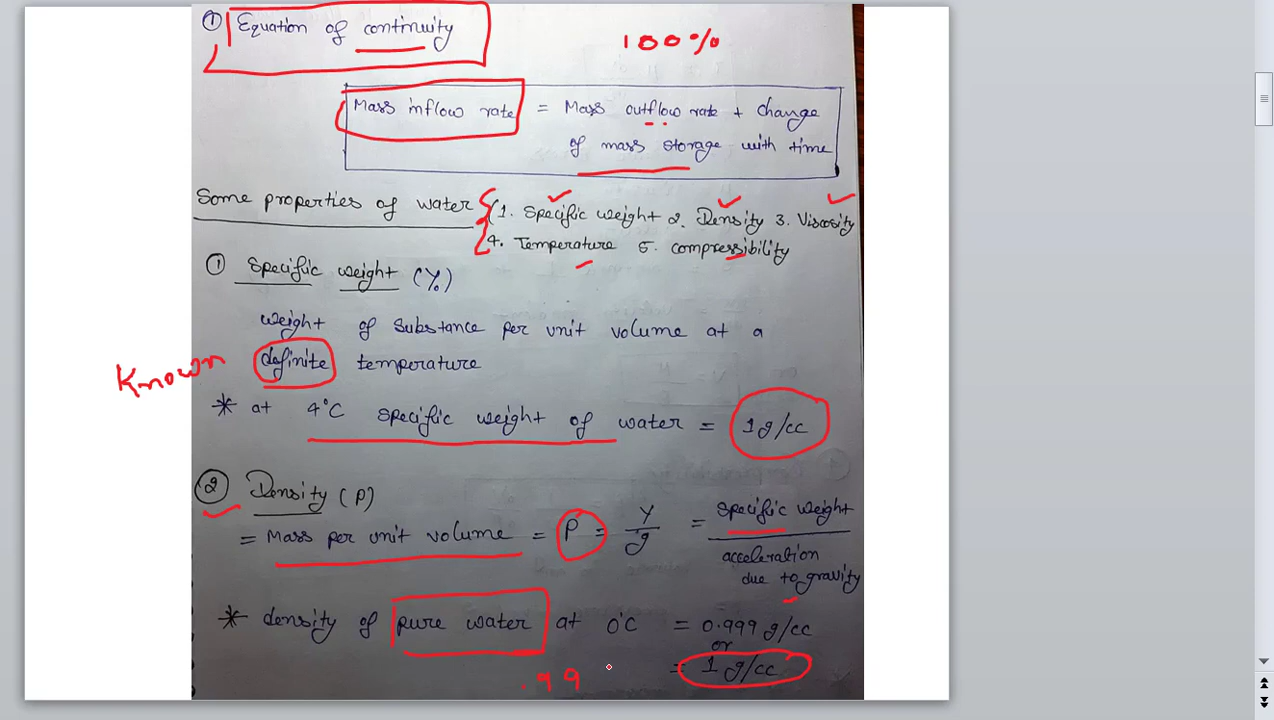 ① Equation of continuity
100%
Mass inflow rate = Mass outflow rate + change
of mass storage with time
Some properties of water (1. Specific weight 2. Density 3. Viscosity
4. Temperature 5. compressibility
① Specific weight (γ)
weight of substance per unit volume at a
Known definite temperature
* at 4°C specific weight of water = 1g/cc
② Density (ρ)
= Mass per unit volume = ρ = γ/g = specific weight
acceleration
due to gravity
* density of pure water at 0°C = 0.999 g/cc
or
= 1 g/cc
.99